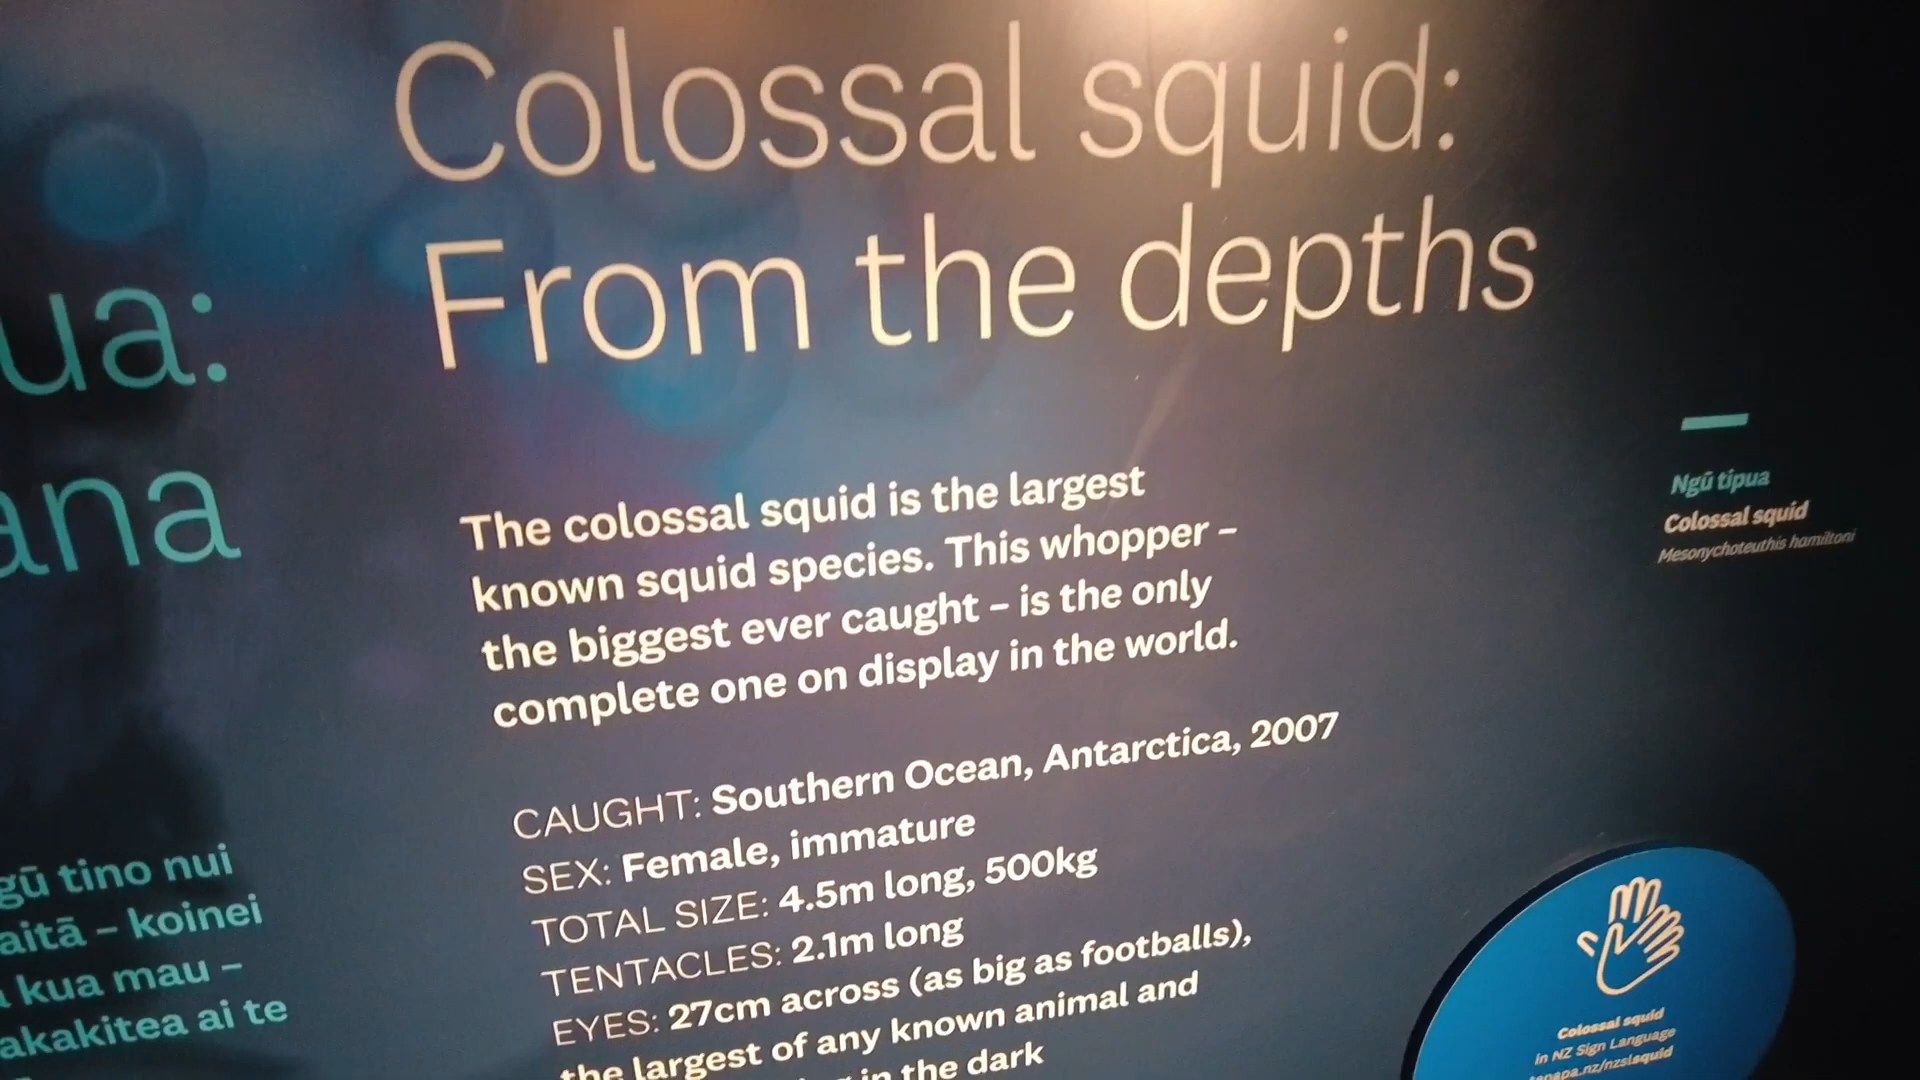 ua:
ana
gū tino nui
aitā – koinei
kua mau –
akakitea ai te
Colossal squid:
From the depths
The colossal squid is the largest
known squid species. This whopper –
the biggest ever caught – is the only
complete one on display in the world.
CAUGHT: Southern Ocean, Antarctica, 2007
SEX: Female, immature
TOTAL SIZE: 4.5m long, 500kg
TENTACLES: 2.1m long
EYES: 27cm across (as big as footballs),
the largest of any known animal and
in the dark
Ngū tipua
Colossal squid
Mesonychoteuthis hamiltoni
Colossal squid
in NZ Sign Language
tepapa.nz/nzslsquid